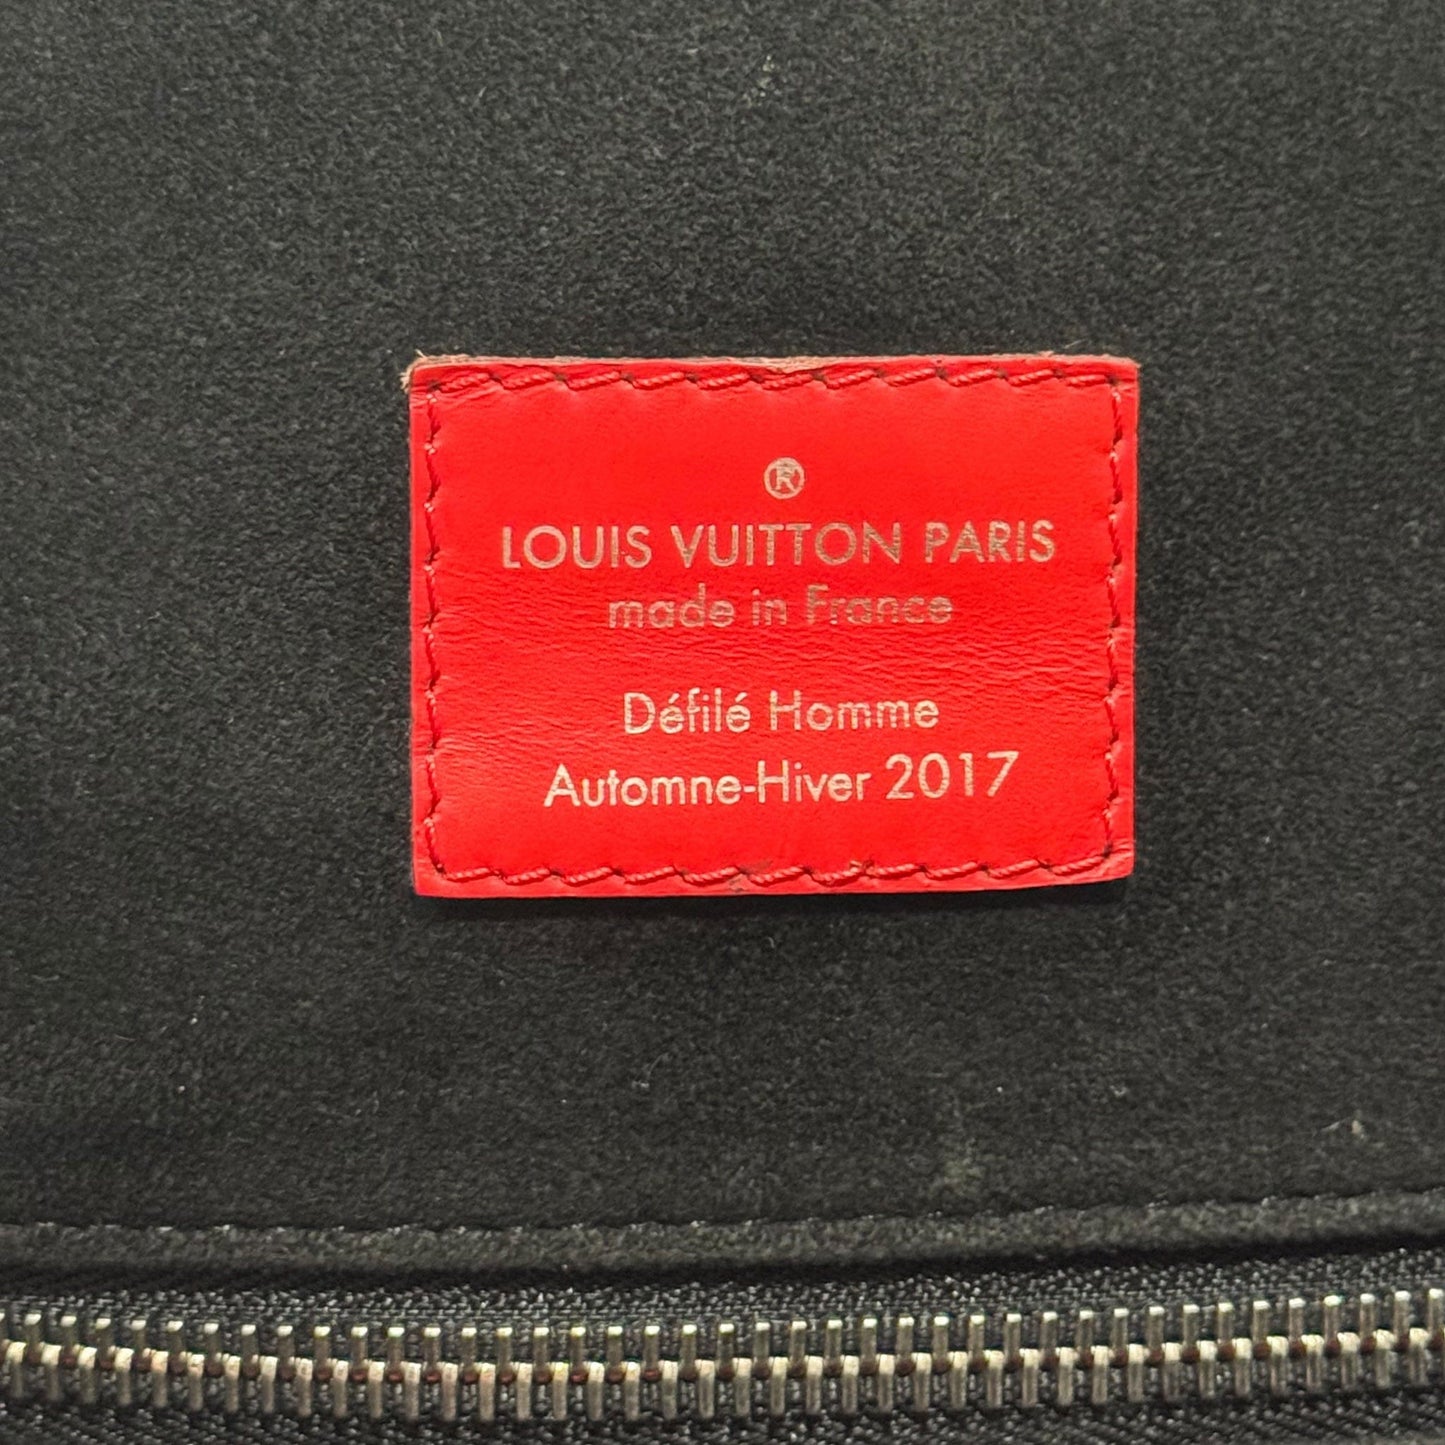 ®
LOUIS VUITTON PARIS
made in France
Défilé Homme
Automne-Hiver 2017